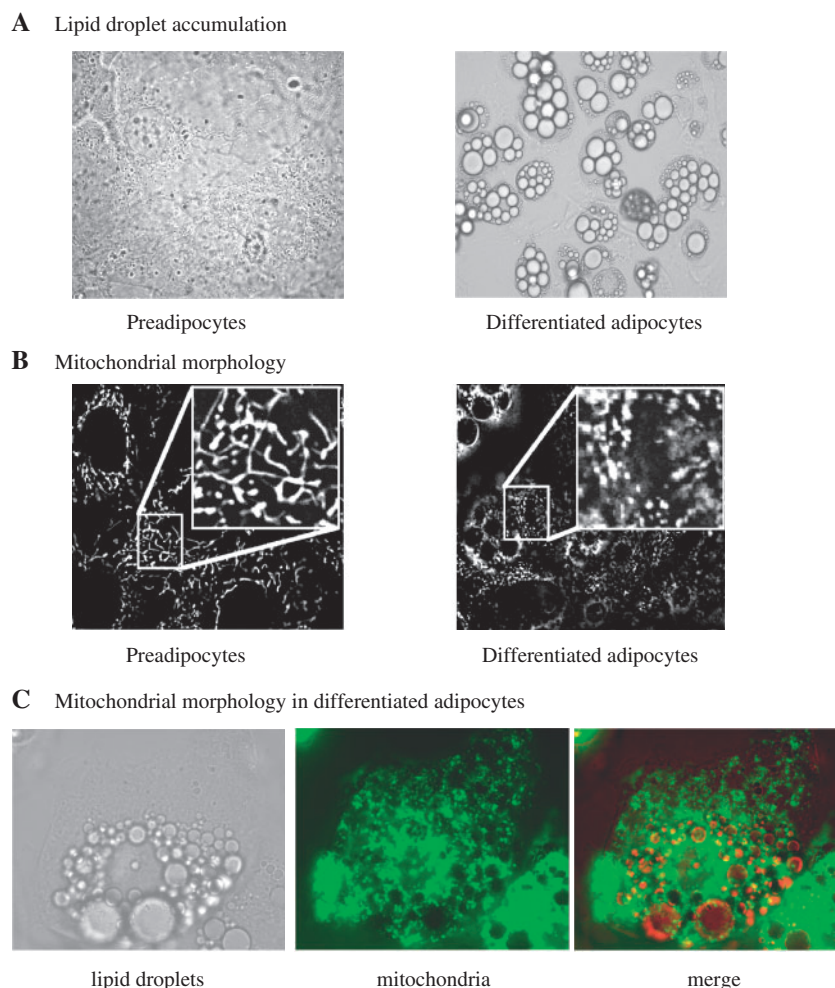 A Lipid droplet accumulation
Preadipocytes
Differentiated adipocytes
B Mitochondrial morphology
Preadipocytes
Differentiated adipocytes
C Mitochondrial morphology in differentiated adipocytes
lipid droplets
mitochondria
merge